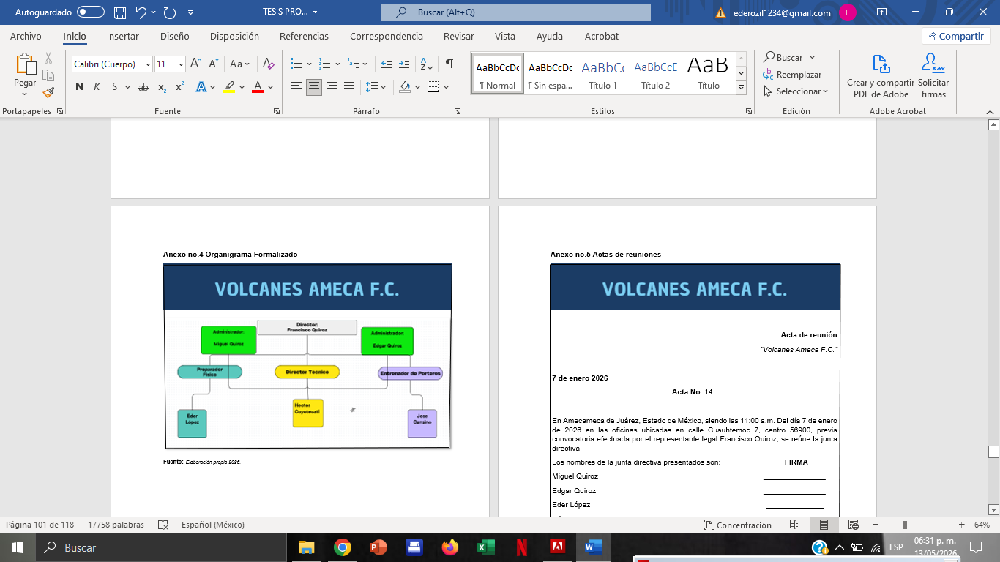 Autoguardado
TESIS PRO...
Buscar (Alt+Q)
ederozil1234@gmail.com
E
Archivo
Inicio
Insertar
Diseño
Disposición
Referencias
Correspondencia
Revisar
Vista
Ayuda
Acrobat
Compartir
Pegar
Portapapeles
Calibri (Cuerpo)
11
N K S ab x₂ x²
Fuente
Párrafo
AaBbCcDc
¶ Normal
AaBbCcDc
¶ Sin espa...
AaBbCc
Título 1
AaBbCcD
Título 2
AaB
Título
Estilos
Buscar
Reemplazar
Seleccionar
Edición
Crear y compartir
PDF de Adobe
Solicitar
firmas
Adobe Acrobat
Anexo no.4 Organigrama Formalizado
VOLCANES AMECA F.C.
Director:
Francisco Quiroz
Administrador:
Miguel Quiroz
Administrador:
Edgar Quiroz
Preparador
Físico
Director Tecnico
Entrenador de Porteros
Eder
López
Hector
Coyotecatl
Jose
Cansino
Fuente: Elaboración propia 2026.
Anexo no.5 Actas de reuniones
VOLCANES AMECA F.C.
Acta de reunión
"Volcanes Ameca F.C."
7 de enero 2026
Acta No. 14
En Amecameca de Juárez, Estado de México, siendo las 11:00 a.m. Del día 7 de enero
de 2026 en las oficinas ubicadas en calle Cuauhtémoc 7, centro 56900, previa
convocatoria efectuada por el representante legal Francisco Quiroz, se reúne la junta
directiva.
Los nombres de la junta directiva presentados son: FIRMA
Miguel Quiroz
Edgar Quiroz
Eder López
Página 101 de 118
17758 palabras
Español (México)
Concentración
64%
Buscar
ESP
06:31 p. m.
13/05/2026